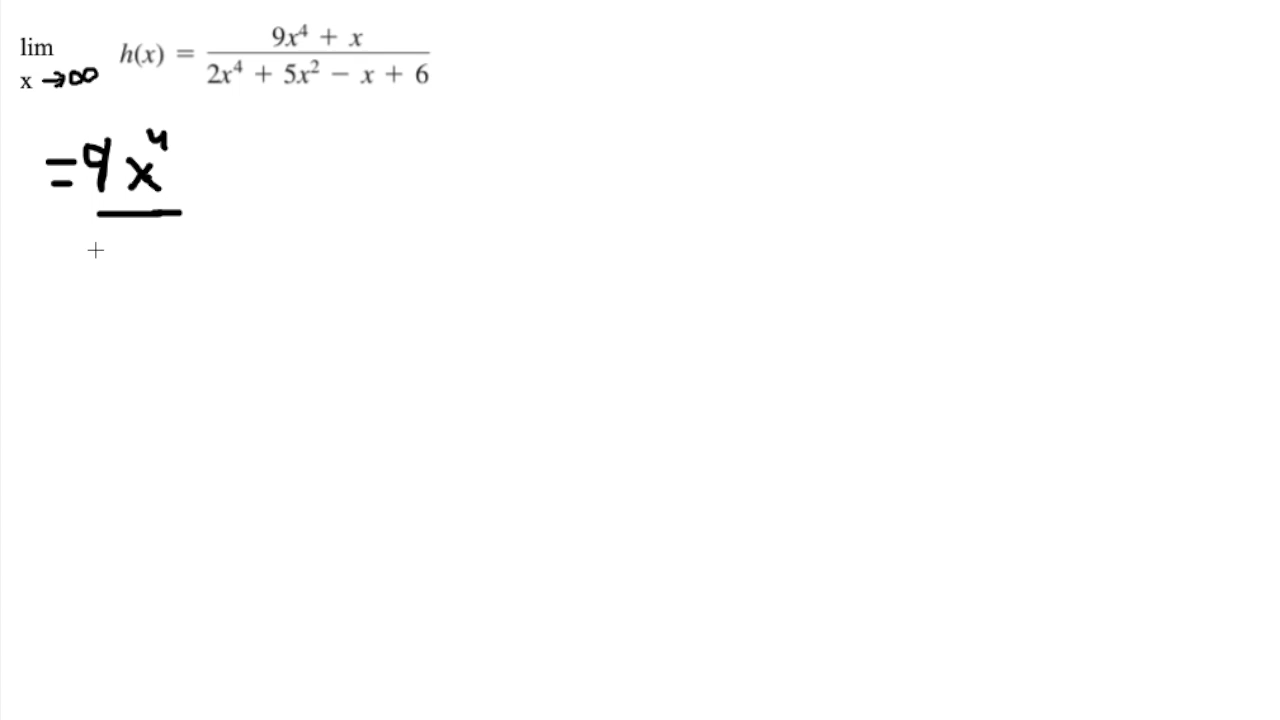 lim x →∞ h(x) = 9x⁴ + x / 2x⁴ + 5x² − x + 6
= 9x⁴